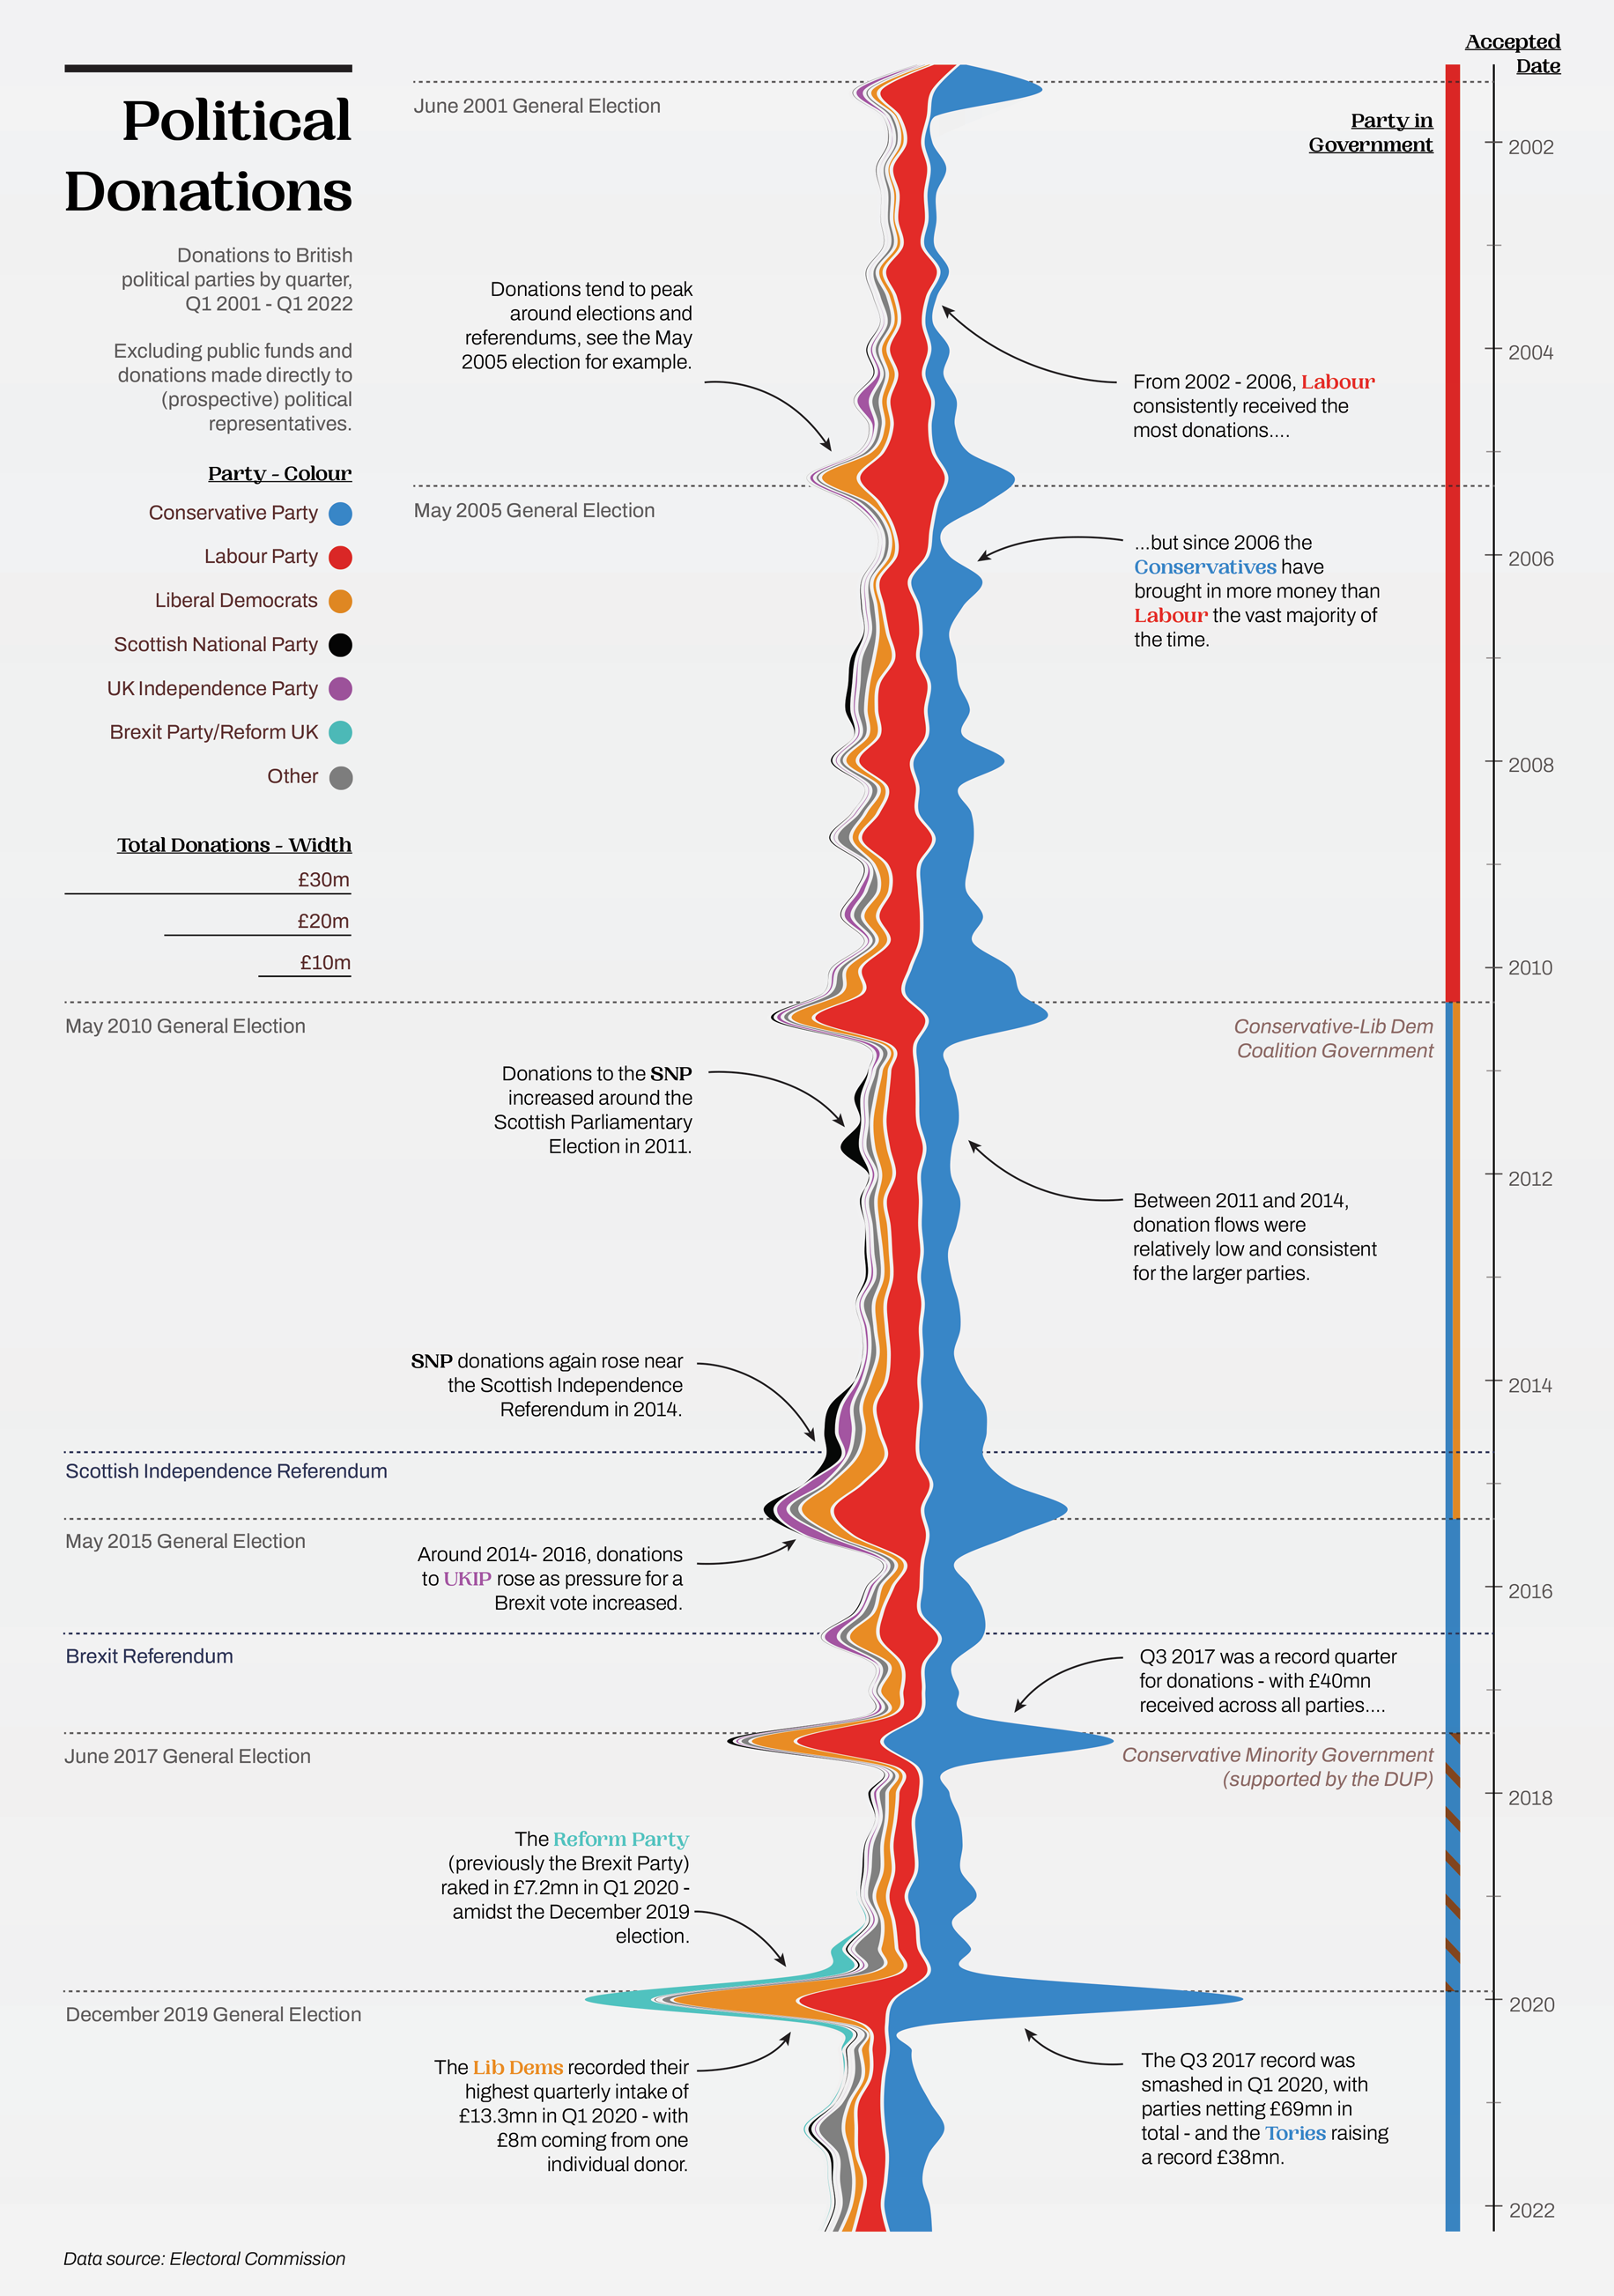 Political
Donations
Donations to British
political parties by quarter,
Q1 2001 - Q1 2022
Excluding public funds and
donations made directly to
(prospective) political
representatives.
Party - Colour
Conservative Party
Labour Party
Liberal Democrats
Scottish National Party
UK Independence Party
Brexit Party/Reform UK
Other
Total Donations - Width
£30m
£20m
£10m
Accepted
Date
Party in
Government
June 2001 General Election
2002
Donations tend to peak
around elections and
referendums, see the May
2005 election for example.
2004
From 2002 - 2006, Labour
consistently received the
most donations....
May 2005 General Election
...but since 2006 the
Conservatives have
brought in more money than
Labour the vast majority of
the time.
2006
2008
2010
May 2010 General Election
Conservative-Lib Dem
Coalition Government
Donations to the SNP
increased around the
Scottish Parliamentary
Election in 2011.
2012
Between 2011 and 2014,
donation flows were
relatively low and consistent
for the larger parties.
SNP donations again rose near
the Scottish Independence
Referendum in 2014.
2014
Scottish Independence Referendum
May 2015 General Election
Around 2014- 2016, donations
to UKIP rose as pressure for a
Brexit vote increased.
2016
Brexit Referendum
Q3 2017 was a record quarter
for donations - with £40mn
received across all parties....
June 2017 General Election
Conservative Minority Government
(supported by the DUP)
2018
The Reform Party
(previously the Brexit Party)
raked in £7.2mn in Q1 2020 -
amidst the December 2019
election.
December 2019 General Election
2020
The Lib Dems recorded their
highest quarterly intake of
£13.3mn in Q1 2020 - with
£8m coming from one
individual donor.
The Q3 2017 record was
smashed in Q1 2020, with
parties netting £69mn in
total - and the Tories raising
a record £38mn.
2022
Data source: Electoral Commission